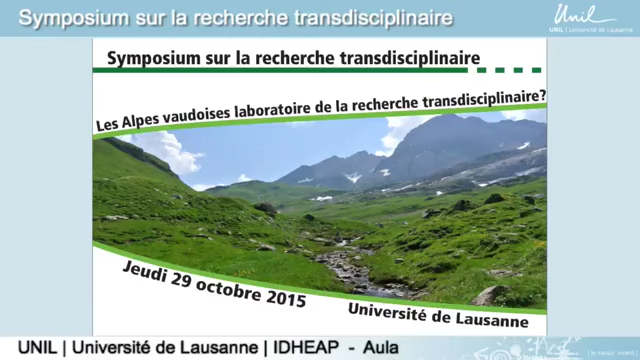 Symposium sur la recherche transdisciplinaire
Unil
UNIL | Université de Lausanne
Symposium sur la recherche transdisciplinaire
Les Alpes vaudoises laboratoire de la recherche transdisciplinaire?
Jeudi 29 octobre 2015
Université de Lausanne
UNIL | Université de Lausanne | IDHEAP - Aula